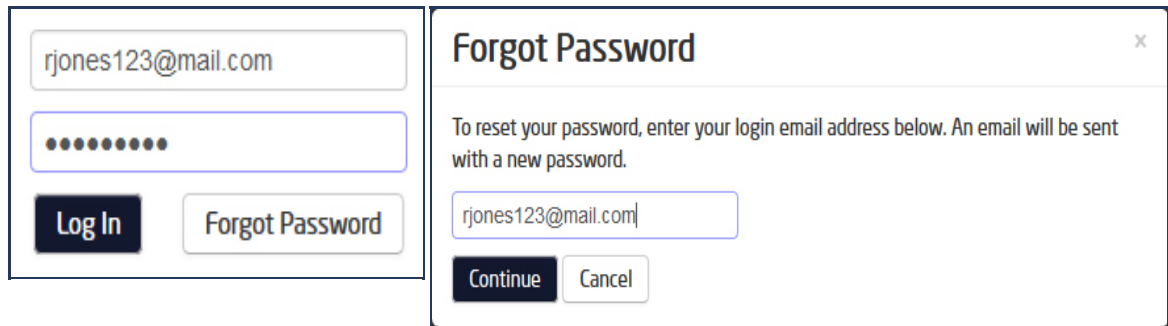 rjones123@mail.com
●●●●●●●●●
Log In
Forgot Password
Forgot Password
×
To reset your password, enter your login email address below. An email will be sent
with a new password.
rjones123@mail.com
Continue
Cancel